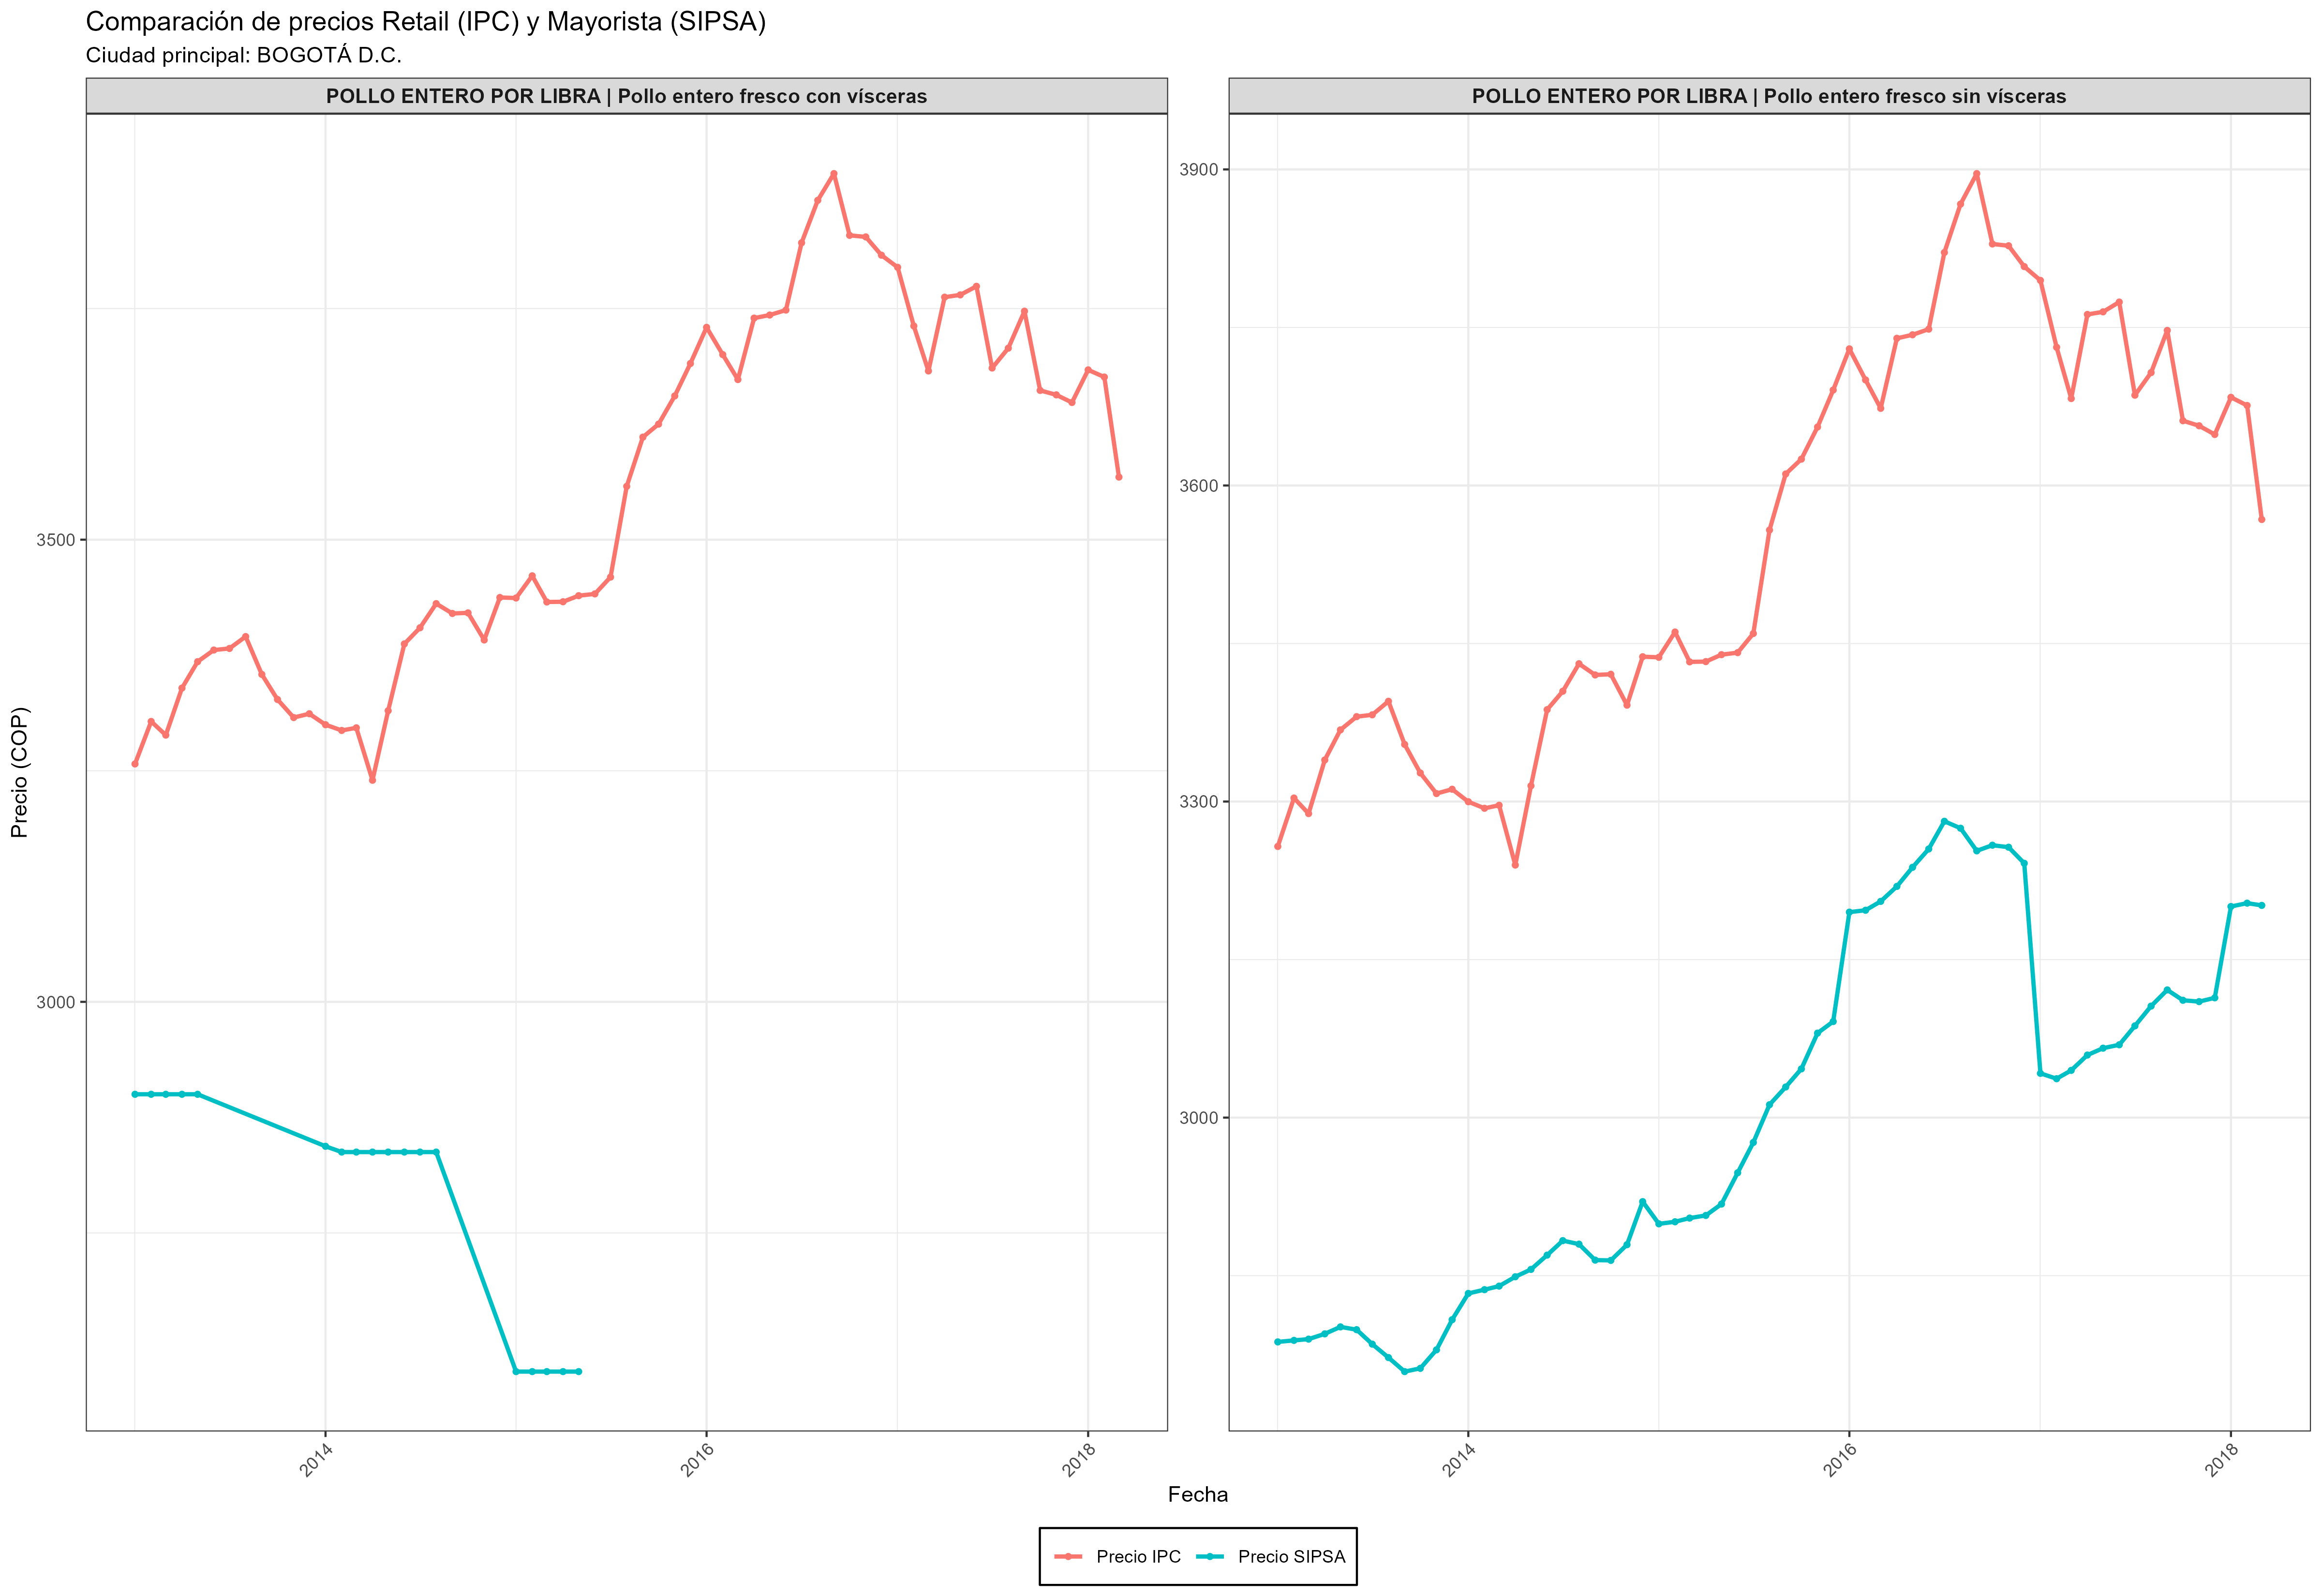 Comparación de precios Retail (IPC) y Mayorista (SIPSA)
Ciudad principal: BOGOTÁ D.C.
POLLO ENTERO POR LIBRA | Pollo entero fresco con vísceras
POLLO ENTERO POR LIBRA | Pollo entero fresco sin vísceras
Precio (COP)
3500
3000
3900
3600
3300
3000
2014
2016
2018
2014
2016
2018
Fecha
Precio IPC
Precio SIPSA